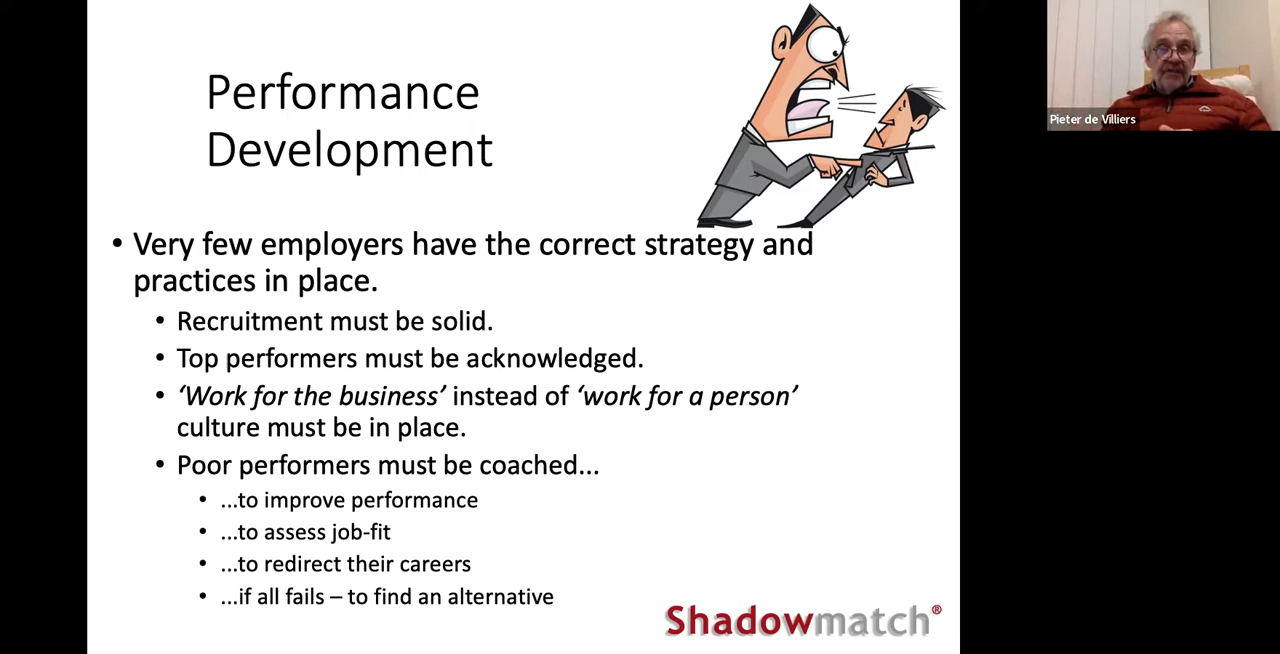 Performance
Development
Pieter de Villiers
• Very few employers have the correct strategy and
practices in place.
• Recruitment must be solid.
• Top performers must be acknowledged.
• ‘Work for the business’ instead of ‘work for a person’
culture must be in place.
• Poor performers must be coached...
• ...to improve performance
• ...to assess job-fit
• ...to redirect their careers
• ...if all fails – to find an alternative
Shadowmatch®